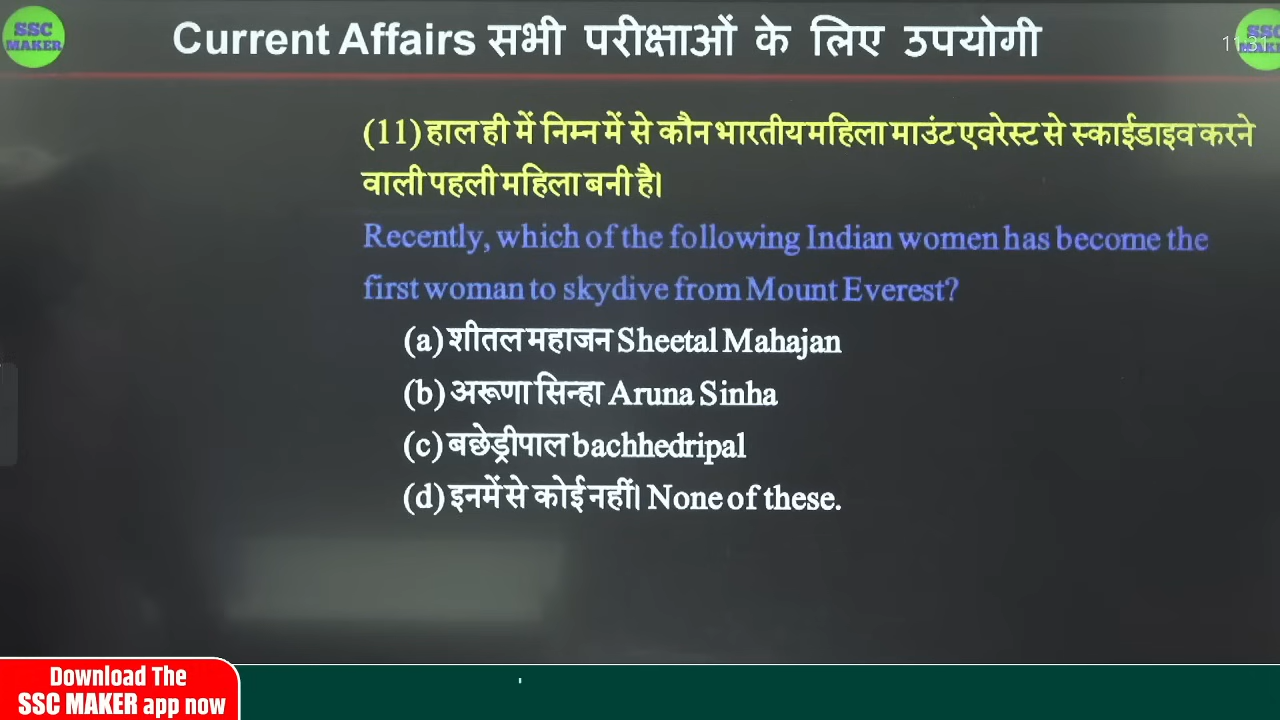 SSC
MAKER
Current Affairs सभी परीक्षाओं के लिए उपयोगी
(11) हाल ही में निम्न में से कौन भारतीय महिला माउंट एवरेस्ट से स्काईडाइव करने
वाली पहली महिला बनी है।
Recently, which of the following Indian women has become the
first woman to skydive from Mount Everest?
(a) शीतल महाजन Sheetal Mahajan
(b) अरूणा सिन्हा Aruna Sinha
(c) बछेड्रीपाल bachhedripal
(d) इनमें से कोई नहीं। None of these.
Download The
SSC MAKER app now